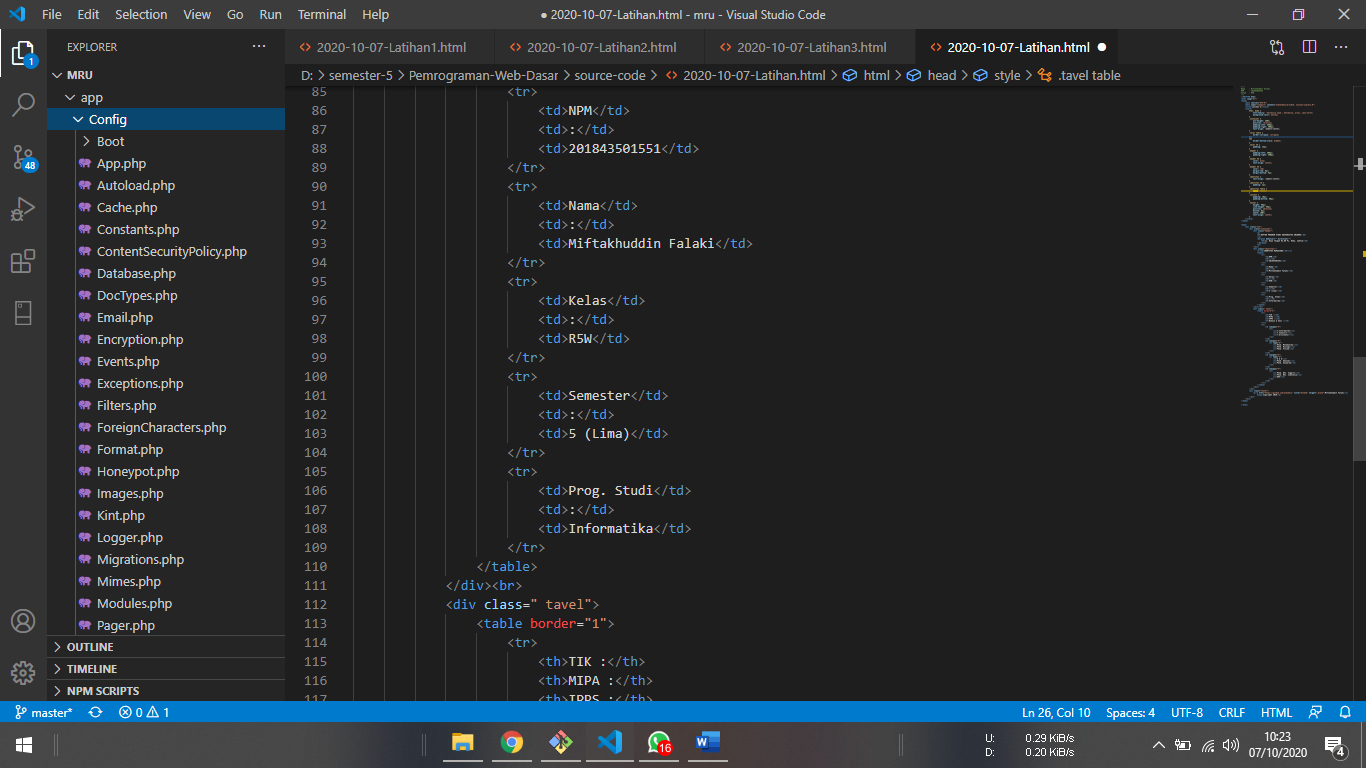 File Edit Selection View Go Run Terminal Help
● 2020-10-07-Latihan.html - mru - Visual Studio Code
EXPLORER
2020-10-07-Latihan1.html
2020-10-07-Latihan2.html
2020-10-07-Latihan3.html
2020-10-07-Latihan.html
D: > semester-5 > Pemrograman-Web-Dasar > source-code > 2020-10-07-Latihan.html > html > head > style > .tavel table
1
48
MRU
app
Config
Boot
App.php
Autoload.php
Cache.php
Constants.php
ContentSecurityPolicy.php
Database.php
DocTypes.php
Email.php
Encryption.php
Events.php
Exceptions.php
Filters.php
ForeignCharacters.php
Format.php
Honeypot.php
Images.php
Kint.php
Logger.php
Migrations.php
Mimes.php
Modules.php
Pager.php
OUTLINE
TIMELINE
NPM SCRIPTS
85 <tr>
86 <td>NPM</td>
87 <td>:</td>
88 <td>201843501551</td>
89 </tr>
90 <tr>
91 <td>Nama</td>
92 <td>:</td>
93 <td>Miftakhuddin Falaki</td>
94 </tr>
95 <tr>
96 <td>Kelas</td>
97 <td>:</td>
98 <td>R5W</td>
99 </tr>
100 <tr>
101 <td>Semester</td>
102 <td>:</td>
103 <td>5 (Lima)</td>
104 </tr>
105 <tr>
106 <td>Prog. Studi</td>
107 <td>:</td>
108 <td>Informatika</td>
109 </tr>
110 </table>
111 </div><br>
112 <div class=" tavel">
113 <table border="1">
114 <tr>
115 <th>TIK :</th>
116 <th>MIPA :</th>
117 <th>IPPS :</th>
master* 0 1
Ln 26, Col 10 Spaces: 4 UTF-8 CRLF HTML
16
U: 0.29 KiB/s
D: 0.20 KiB/s
10:23
07/10/2020
4